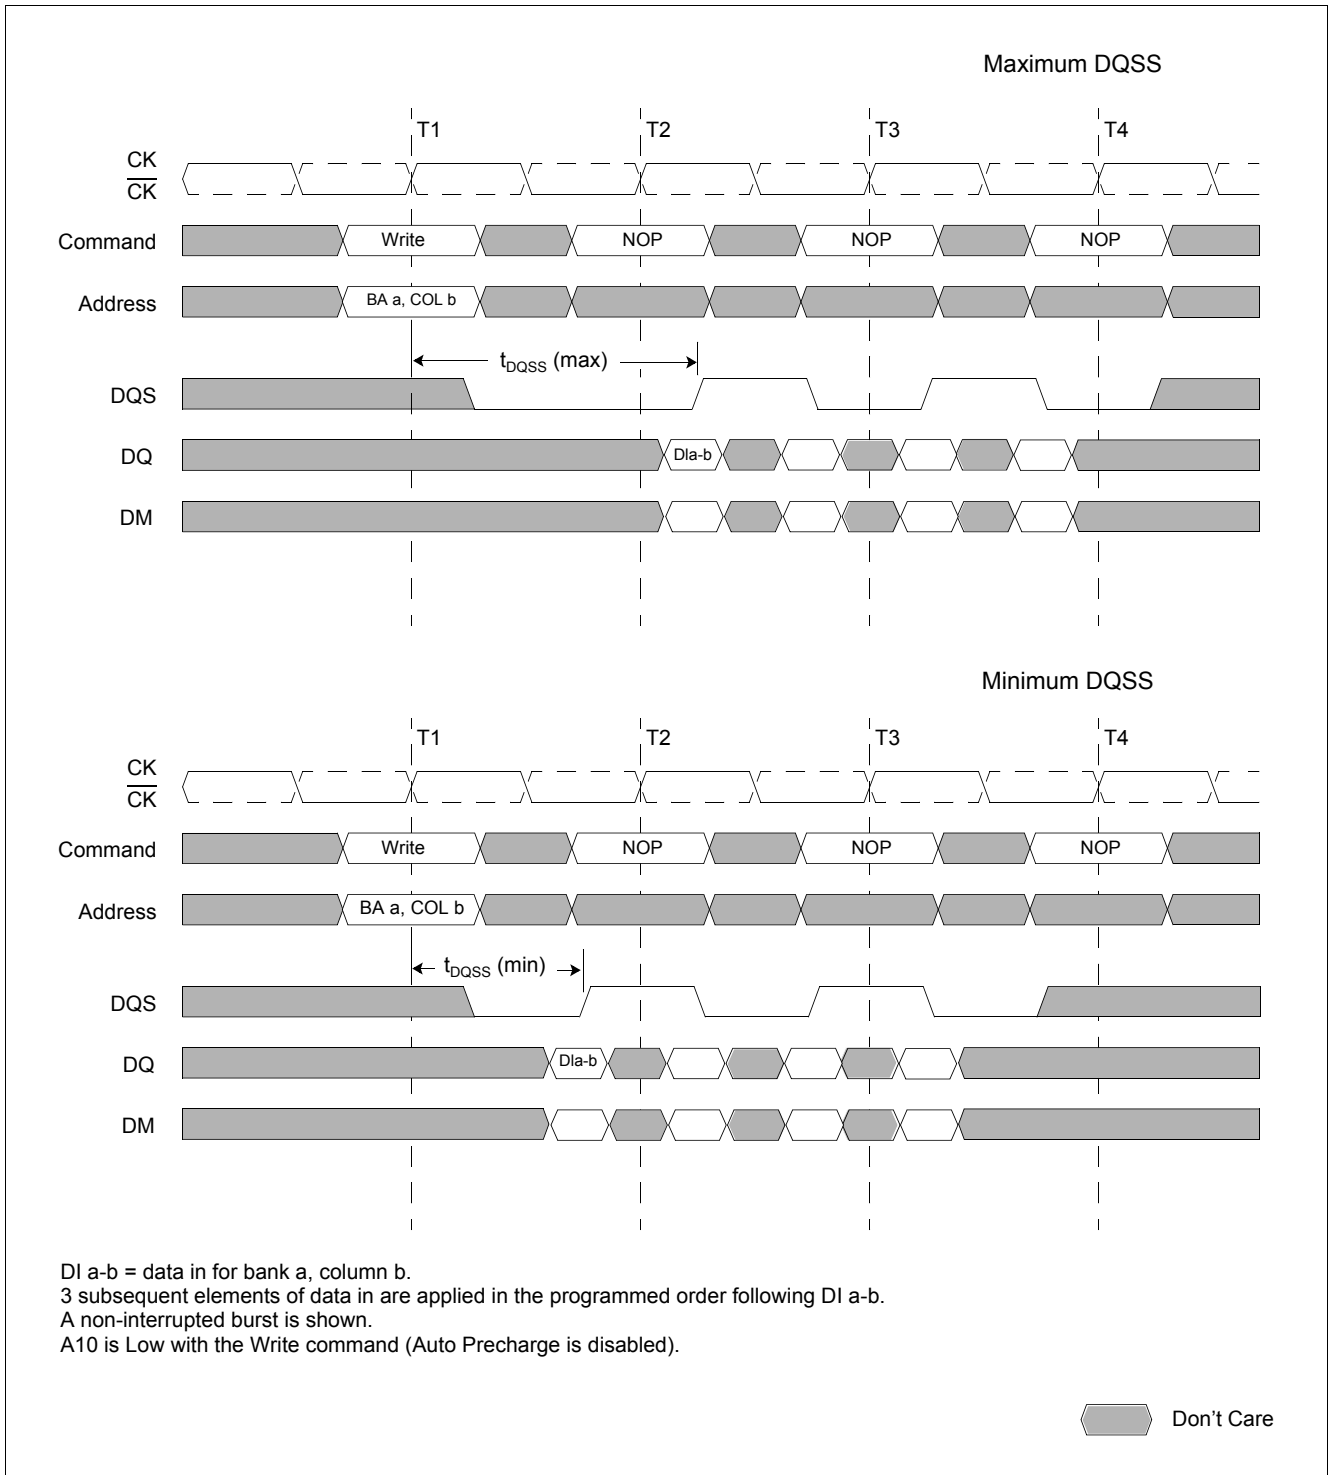 Maximum DQSS
T1 T2 T3 T4
CK
CK
Command Write NOP NOP NOP
Address BA a, COL b
tDQSS (max)
DQS
DQ DIa-b
DM
Minimum DQSS
T1 T2 T3 T4
CK
CK
Command Write NOP NOP NOP
Address BA a, COL b
tDQSS (min)
DQS
DQ DIa-b
DM
DI a-b = data in for bank a, column b.
3 subsequent elements of data in are applied in the programmed order following DI a-b.
A non-interrupted burst is shown.
A10 is Low with the Write command (Auto Precharge is disabled).
Don't Care